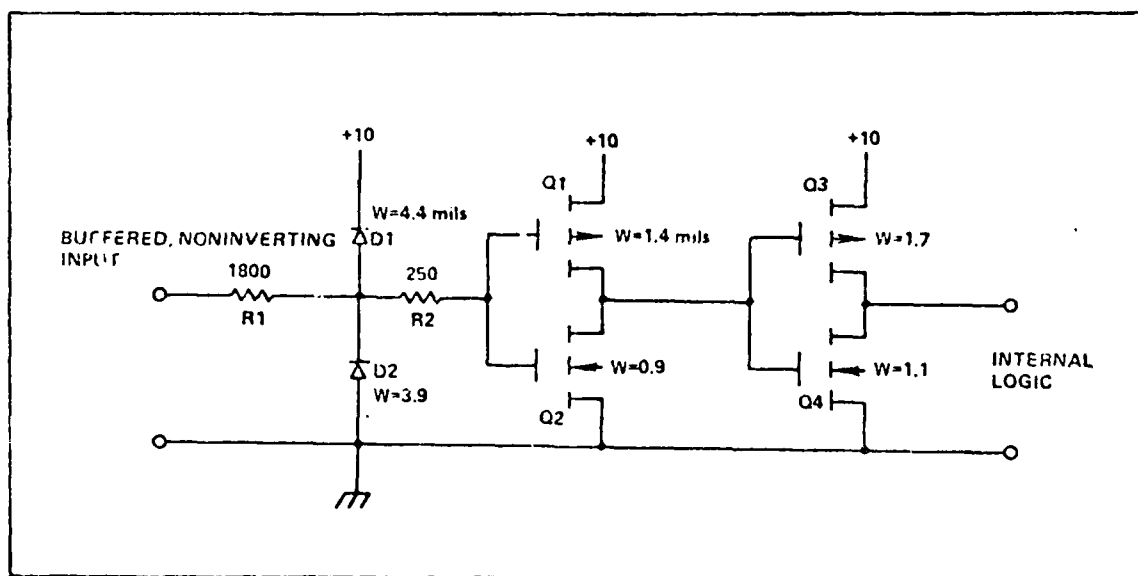 +10
+10
+10
Q1
Q3
W=4.4 mils
BUFFERED, NONINVERTING
INPUT
D1
W=1.4 mils
W=1.7
1800
250
R1
R2
D2
W=3.9
W=0.9
W=1.1
INTERNAL
LOGIC
Q2
Q4